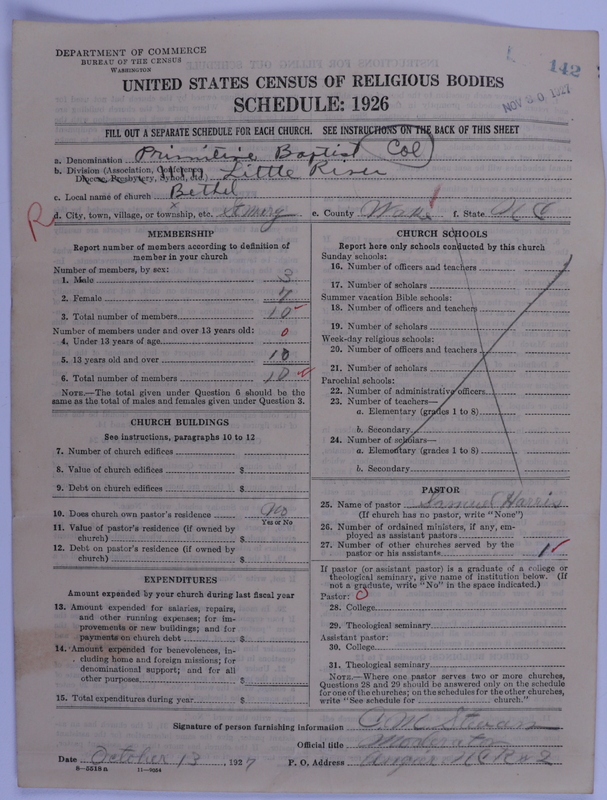 DEPARTMENT OF COMMERCE
BUREAU OF THE CENSUS
WASHINGTON
142
NOV 30 1927
UNITED STATES CENSUS OF RELIGIOUS BODIES
SCHEDULE: 1926
FILL OUT A SEPARATE SCHEDULE FOR EACH CHURCH. SEE INSTRUCTIONS ON THE BACK OF THIS SHEET
a. Denomination Primitive Baptist Col
b. Division (Association, Conference, Diocese, Presbytery, Synod, etc.) Little River
c. Local name of church Bethel
R
d. City, town, village, or township, etc. St Mary e. County Wake f. State N C
MEMBERSHIP
Report number of members according to definition of
member in your church
Number of members, by sex:
1. Male 3
2. Female 7
3. Total number of members 10
Number of members under and over 13 years old:
4. Under 13 years of age 0
5. 13 years old and over 10
6. Total number of members 10
NOTE.—The total given under Question 6 should be
same as the total of males and females given under Question 3.
CHURCH BUILDINGS
See instructions, paragraphs 10 to 12
7. Number of church edifices
8. Value of church edifices $
9. Debt on church edifices $
10. Does church own pastor's residence No
Yes or No
11. Value of pastor's residence (if owned by
church) $
12. Debt on pastor's residence (if owned by
church) $
EXPENDITURES
Amount expended by your church during last fiscal year
13. Amount expended for salaries, repairs,
and other running expenses; for im-
provements or new buildings; and for
payments on church debt $
14. Amount expended for benevolences, in-
cluding home and foreign missions; for
denominational support; and for all
other purposes $
15. Total expenditures during year $
CHURCH SCHOOLS
Report here only schools conducted by this church
Sunday schools:
16. Number of officers and teachers
17. Number of scholars
Summer vacation Bible schools:
18. Number of officers and teachers
19. Number of scholars
Week-day religious schools:
20. Number of officers and teachers
21. Number of scholars
Parochial schools:
22. Number of administrative officers
23. Number of teachers—
a. Elementary (grades 1 to 8)
b. Secondary
24. Number of scholars—
a. Elementary (grades 1 to 8)
b. Secondary
PASTOR
25. Name of pastor Samuel Harris
(If church has no pastor, write "None")
26. Number of ordained ministers, if any, em-
ployed as assistant pastors
27. Number of other churches served by the
pastor or his assistants 1
If pastor (or assistant pastor) is a graduate of a college or
theological seminary, give name of institution below. (If
not a graduate, write "No" in the space indicated.)
Pastor: 0
28. College
29. Theological seminary
Assistant pastor:
30. College
31. Theological seminary
NOTE.—Where one pastor serves two or more churches,
Questions 28 and 29 should be answered only on the schedule
for one of the churches; on the schedules for the other churches,
write "See schedule for church."
Signature of person furnishing information C M
Official title Moderator
Date October 13, 1927 P. O. Address N C R n 2
8—5518 a 11—9024